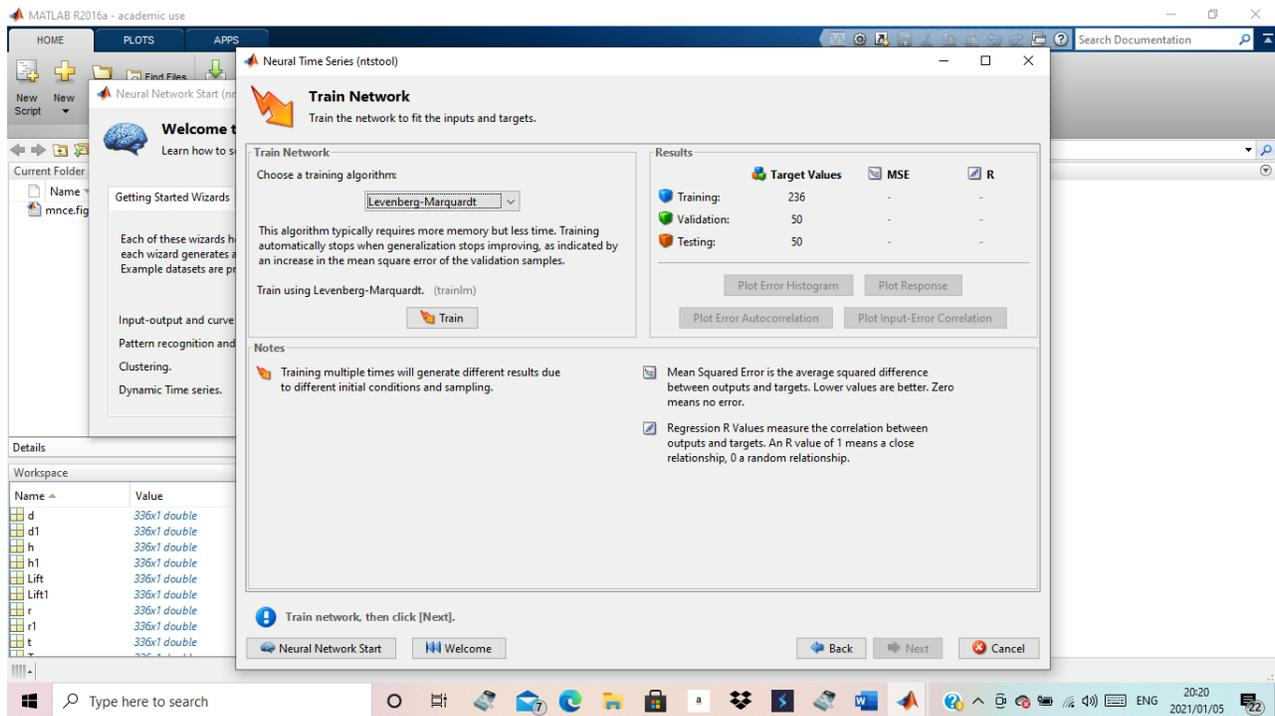 MATLAB R2016a - academic use
HOME
PLOTS
APPS
Search Documentation
New
Script
New
Find Files
Neural Network Start (nn
Welcome t
Learn how to s
Current Folder
Name
mnce.fig
Getting Started Wizards
Each of these wizards h
each wizard generates a
Example datasets are pr
Input-output and curve
Pattern recognition and
Clustering.
Dynamic Time series.
Details
Workspace
Name
Value
d
336x1 double
d1
336x1 double
h
336x1 double
h1
336x1 double
Lift
336x1 double
Lift1
336x1 double
r
336x1 double
r1
336x1 double
t
336x1 double
Neural Time Series (ntstool)
Train Network
Train the network to fit the inputs and targets.
Train Network
Choose a training algorithm:
Levenberg-Marquardt
This algorithm typically requires more memory but less time. Training
automatically stops when generalization stops improving, as indicated by
an increase in the mean square error of the validation samples.
Train using Levenberg-Marquardt. (trainlm)
Train
Results
Target Values MSE R
Training: 236 - -
Validation: 50 - -
Testing: 50 - -
Plot Error Histogram
Plot Response
Plot Error Autocorrelation
Plot Input-Error Correlation
Notes
Training multiple times will generate different results due
to different initial conditions and sampling.
Mean Squared Error is the average squared difference
between outputs and targets. Lower values are better. Zero
means no error.
Regression R Values measure the correlation between
outputs and targets. An R value of 1 means a close
relationship, 0 a random relationship.
Train network, then click [Next].
Neural Network Start
Welcome
Back
Next
Cancel
Type here to search
7
a
ENG
20:20
2021/01/05
22